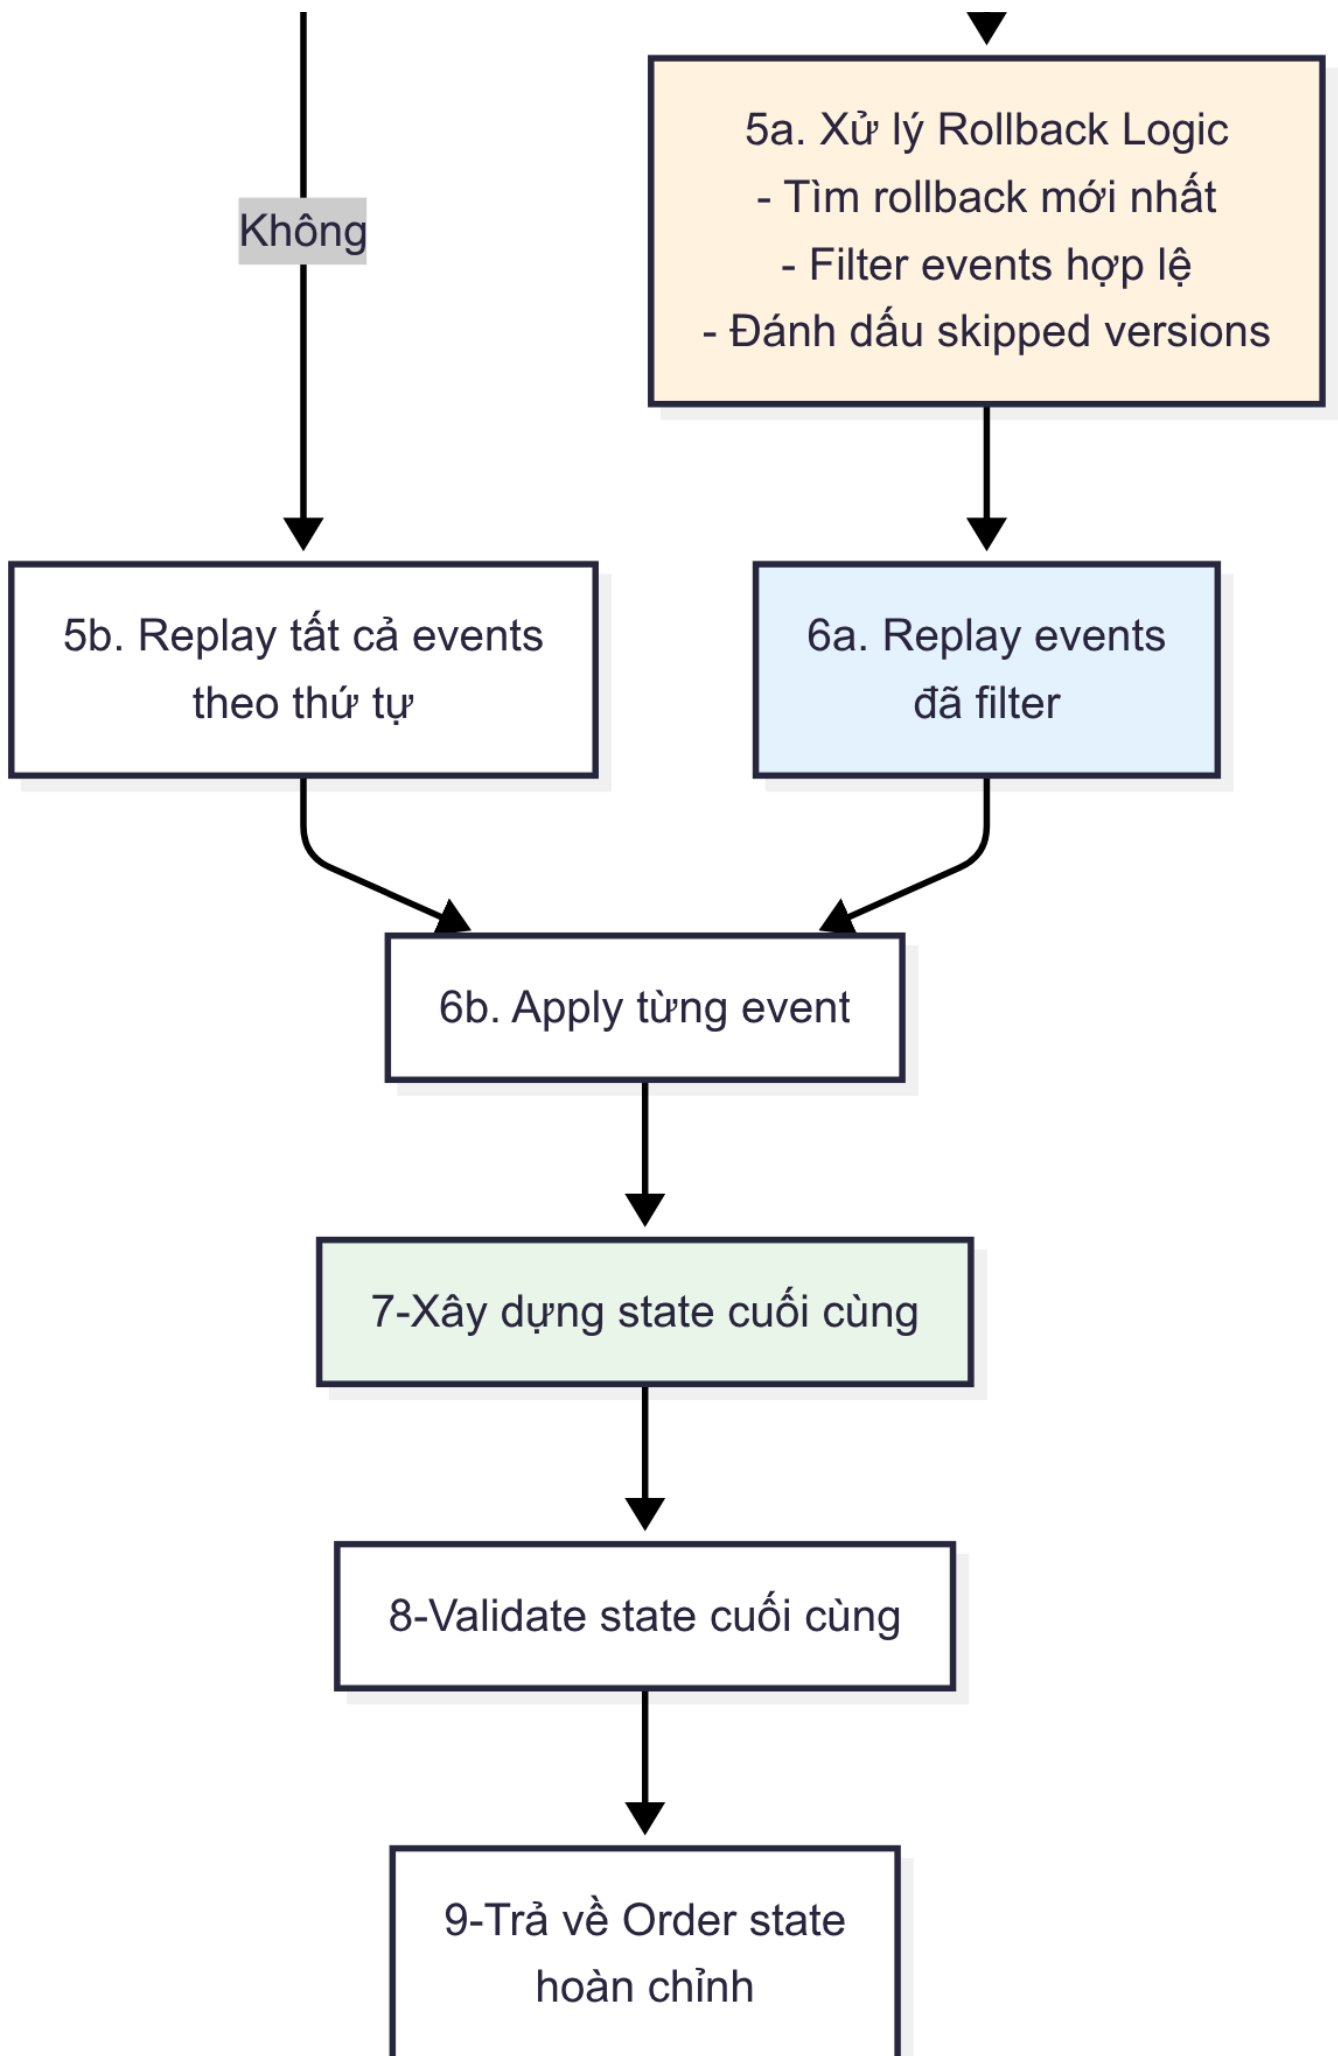 Không
5a. Xử lý Rollback Logic
- Tìm rollback mới nhất
- Filter events hợp lệ
- Đánh dấu skipped versions
5b. Replay tất cả events
theo thứ tự
6a. Replay events
đã filter
6b. Apply từng event
7-Xây dựng state cuối cùng
8-Validate state cuối cùng
9-Trả về Order state
hoàn chỉnh